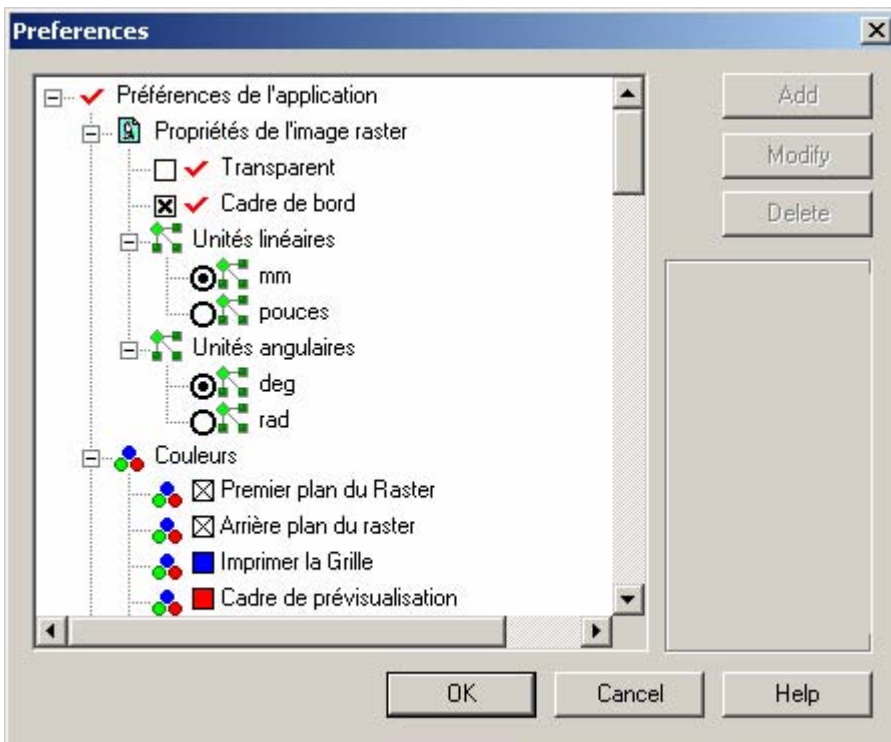 Preferences
Préférences de l'application
Propriétés de l'image raster
Transparent
Cadre de bord
Unités linéaires
mm
pouces
Unités angulaires
deg
rad
Couleurs
Premier plan du Raster
Arrière plan du raster
Imprimer la Grille
Cadre de prévisualisation
Add
Modify
Delete
OK
Cancel
Help